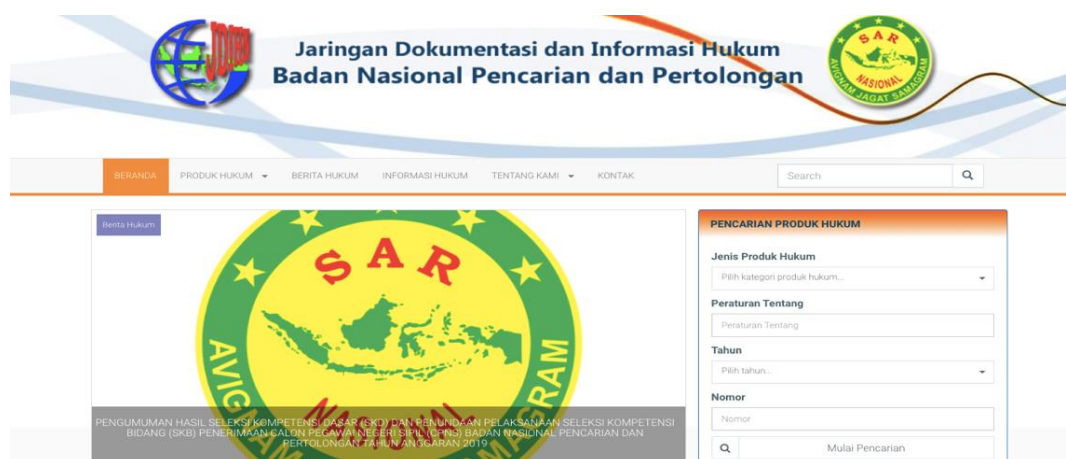 JDIHN
Jaringan Dokumentasi dan Informasi Hukum
Badan Nasional Pencarian dan Pertolongan
SAR
NASIONAL
AVIGNAM JAGAT SAMAGRAM
BERANDA
PRODUK HUKUM
BERITA HUKUM
INFORMASI HUKUM
TENTANG KAMI
KONTAK
Search
Berita Hukum
SAR
NASIONAL
PENGUMUMAN HASIL SELEKSI KOMPETENSI DASAR (SKD) DAN PENUNDAAN PELAKSANAAN SELEKSI KOMPETENSI
BIDANG (SKB) PENERIMAAN CALON PEGAWAI NEGERI SIPIL (CPNS) BADAN NASIONAL PENCARIAN DAN
PERTOLONGAN TAHUN ANGGARAN 2019
PENCARIAN PRODUK HUKUM
Jenis Produk Hukum
Pilih kategori produk hukum...
Peraturan Tentang
Peraturan Tentang
Tahun
Pilih tahun...
Nomor
Nomor
Mulai Pencarian